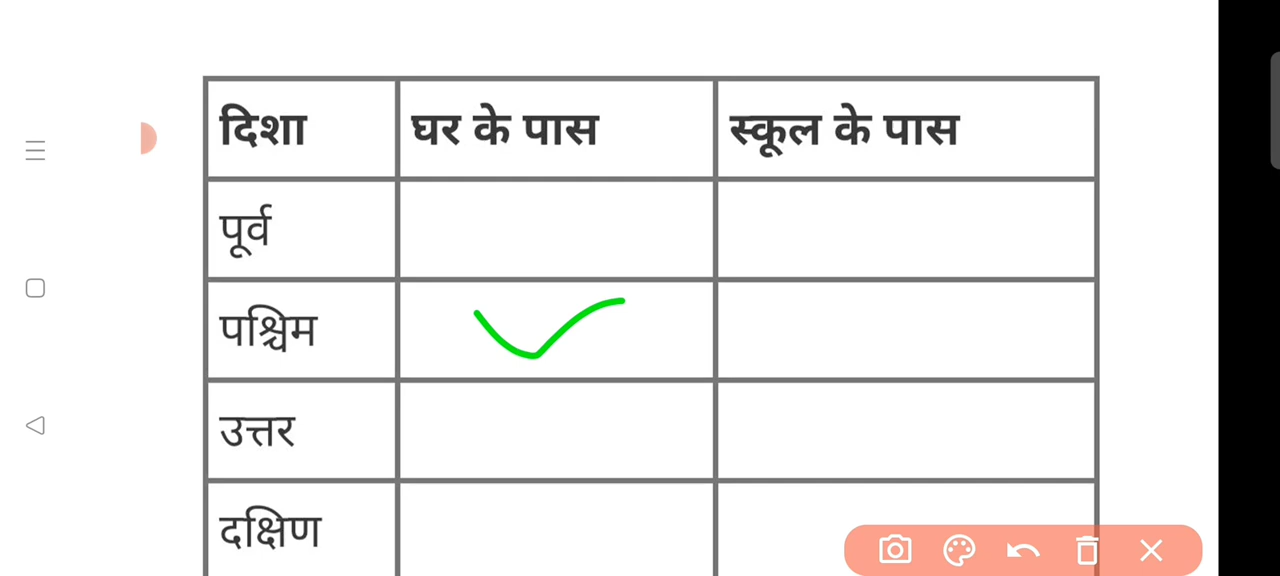 दिशा घर के पास स्कूल के पास
पूर्व
पश्चिम
उत्तर
दक्षिण